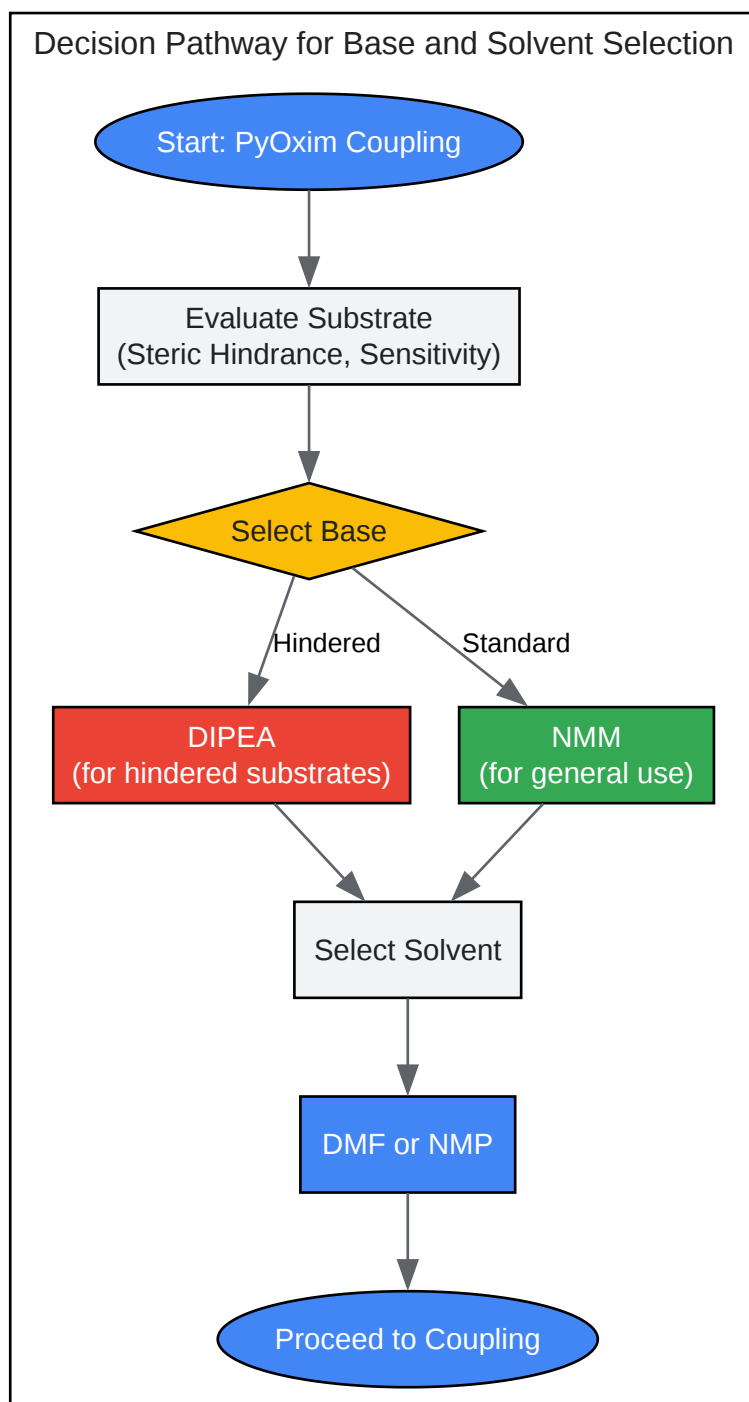 Decision Pathway for Base and Solvent Selection
Start: PyOxim Coupling
Evaluate Substrate
(Steric Hindrance, Sensitivity)
Select Base
Hindered
Standard
DIPEA
(for hindered substrates)
NMM
(for general use)
Select Solvent
DMF or NMP
Proceed to Coupling